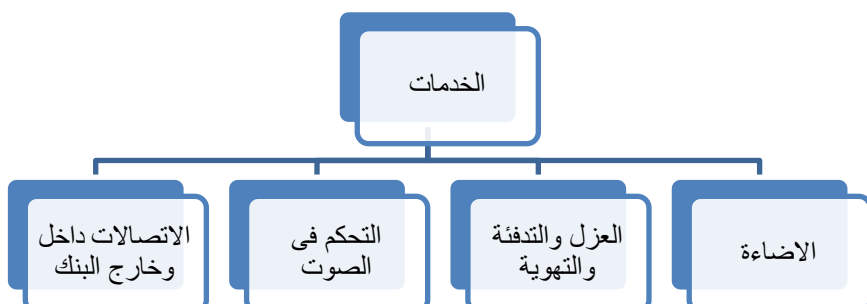 الخدمات
الاضاءة
العزل والتدفئة
والتهوية
التحكم فى
الصوت
الاتصالات داخل
وخارج البنك